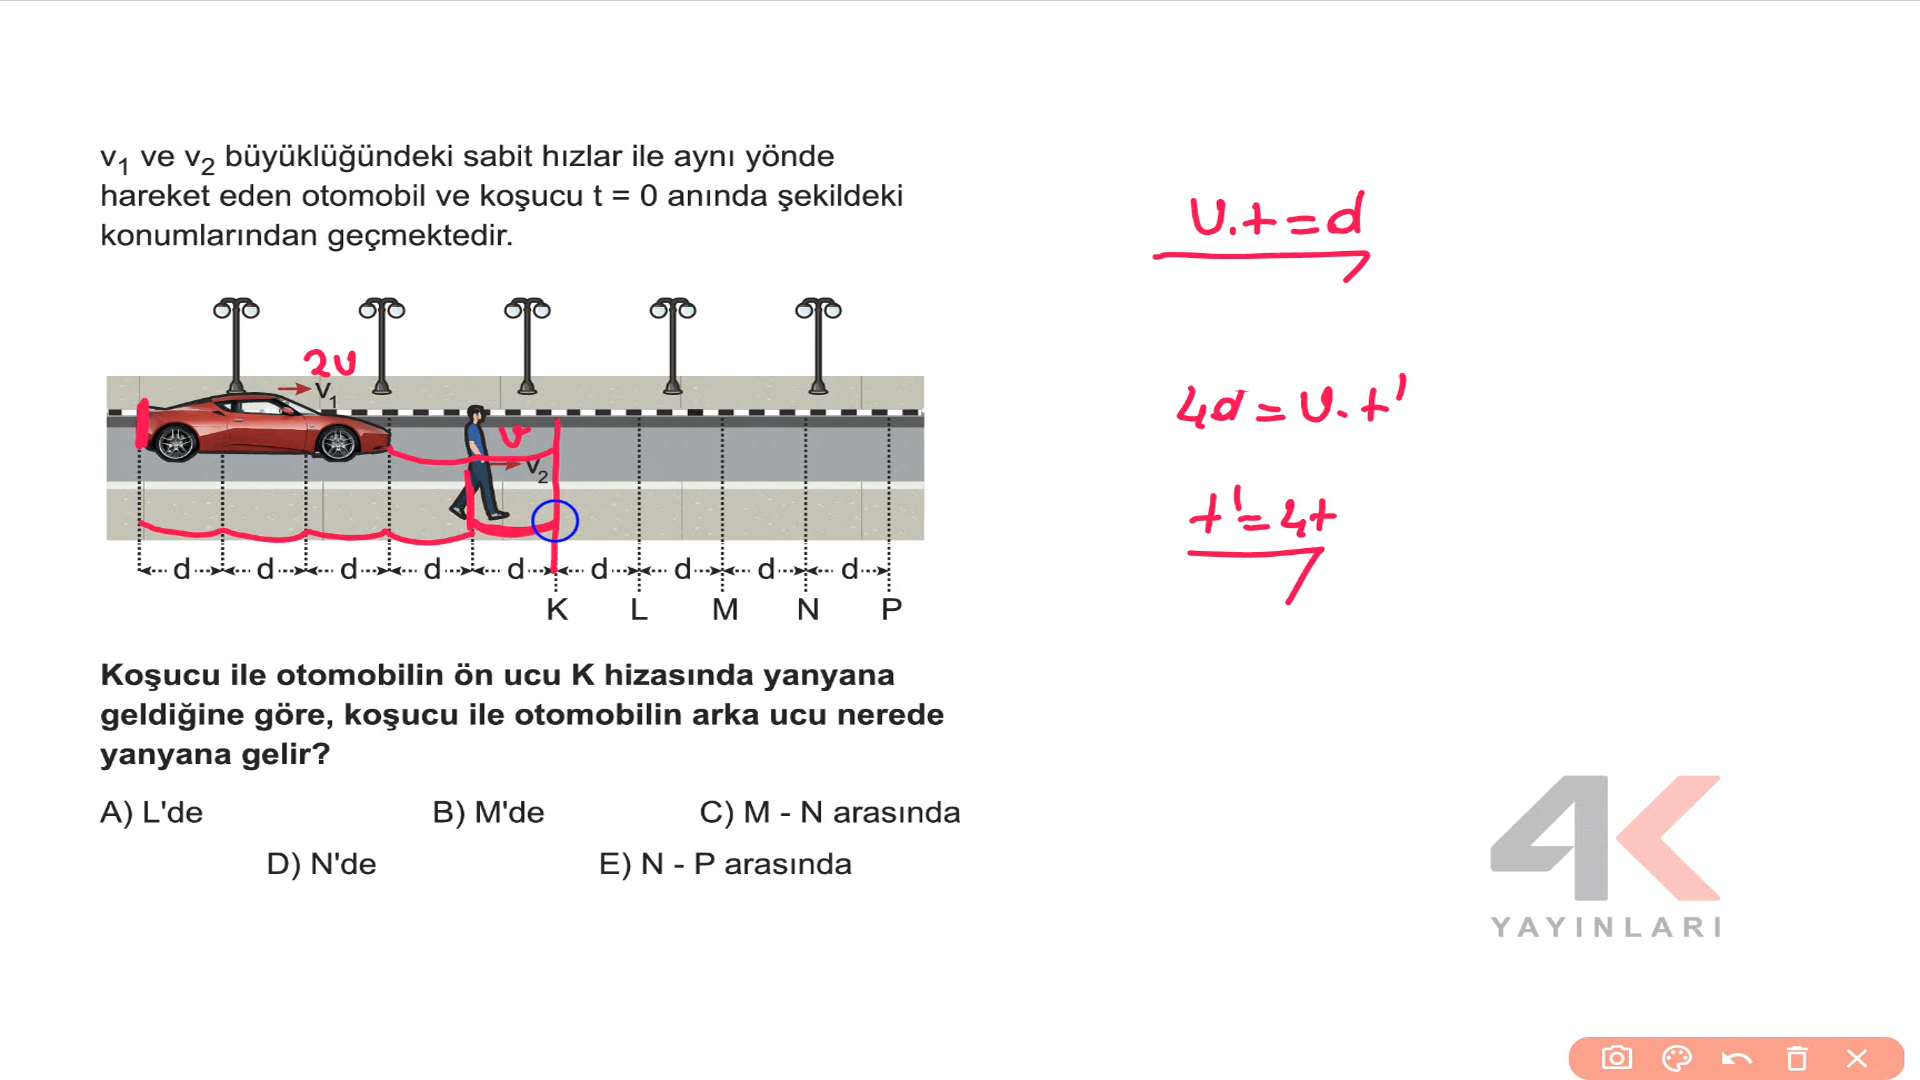 v1 ve v2 büyüklüğündeki sabit hızlar ile aynı yönde
hareket eden otomobil ve koşucu t = 0 anında şekildeki
konumlarından geçmektedir.
2v
v1
v
v2
d d d d d d d d d
K L M N P
Koşucu ile otomobilin ön ucu K hizasında yanyana
geldiğine göre, koşucu ile otomobilin arka ucu nerede
yanyana gelir?
A) L'de B) M'de C) M - N arasında
D) N'de E) N - P arasında
v.t=d
4d=v.t'
t'=4t
4K
YAYINLARI